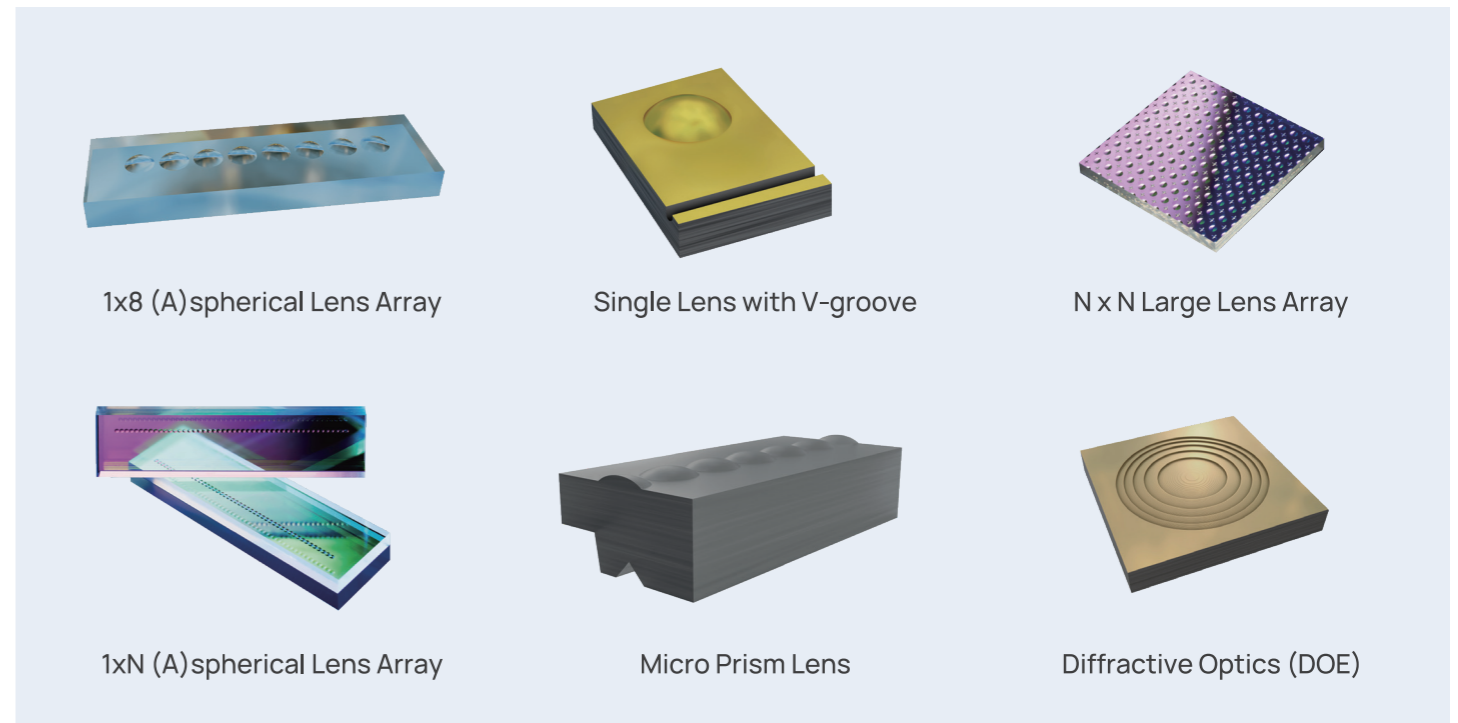 1x8 (A)spherical Lens Array
Single Lens with V-groove
N x N Large Lens Array
1xN (A)spherical Lens Array
Micro Prism Lens
Diffractive Optics (DOE)